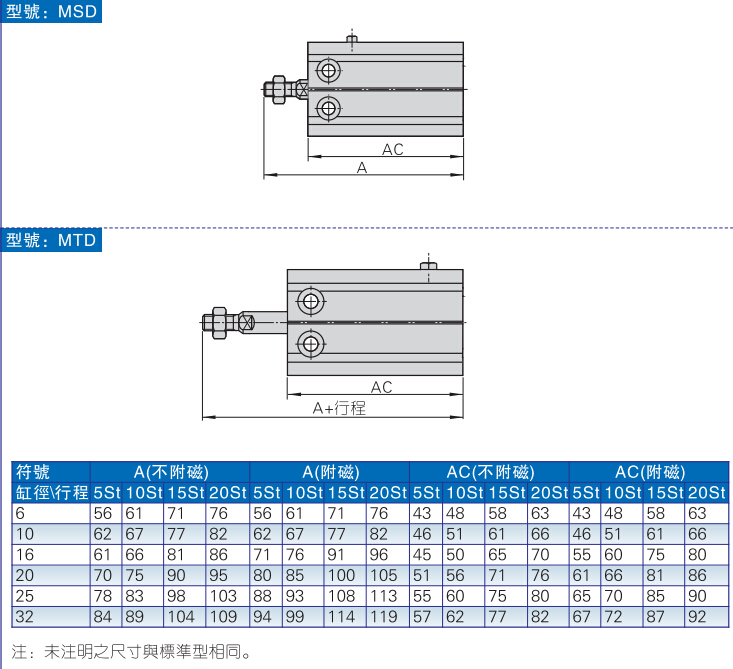 型號：MSD
AC
A
型號：MTD
AC
A+行程
符號 A(不附磁) A(附磁) AC(不附磁) AC(附磁)
缸徑\行程 5St 10St 15St 20St 5St 10St 15St 20St 5St 10St 15St 20St 5St 10St 15St 20St
6 56 61 71 76 56 61 71 76 43 48 58 63 43 48 58 63
10 62 67 77 82 62 67 77 82 46 51 61 66 46 51 61 66
16 61 66 81 86 71 76 91 96 45 50 65 70 55 60 75 80
20 70 75 90 95 80 85 100 105 51 56 71 76 61 66 81 86
25 78 83 98 103 88 93 108 113 55 60 75 80 65 70 85 90
32 84 89 104 109 94 99 114 119 57 62 77 82 67 72 87 92
注：未注明之尺寸與標準型相同。